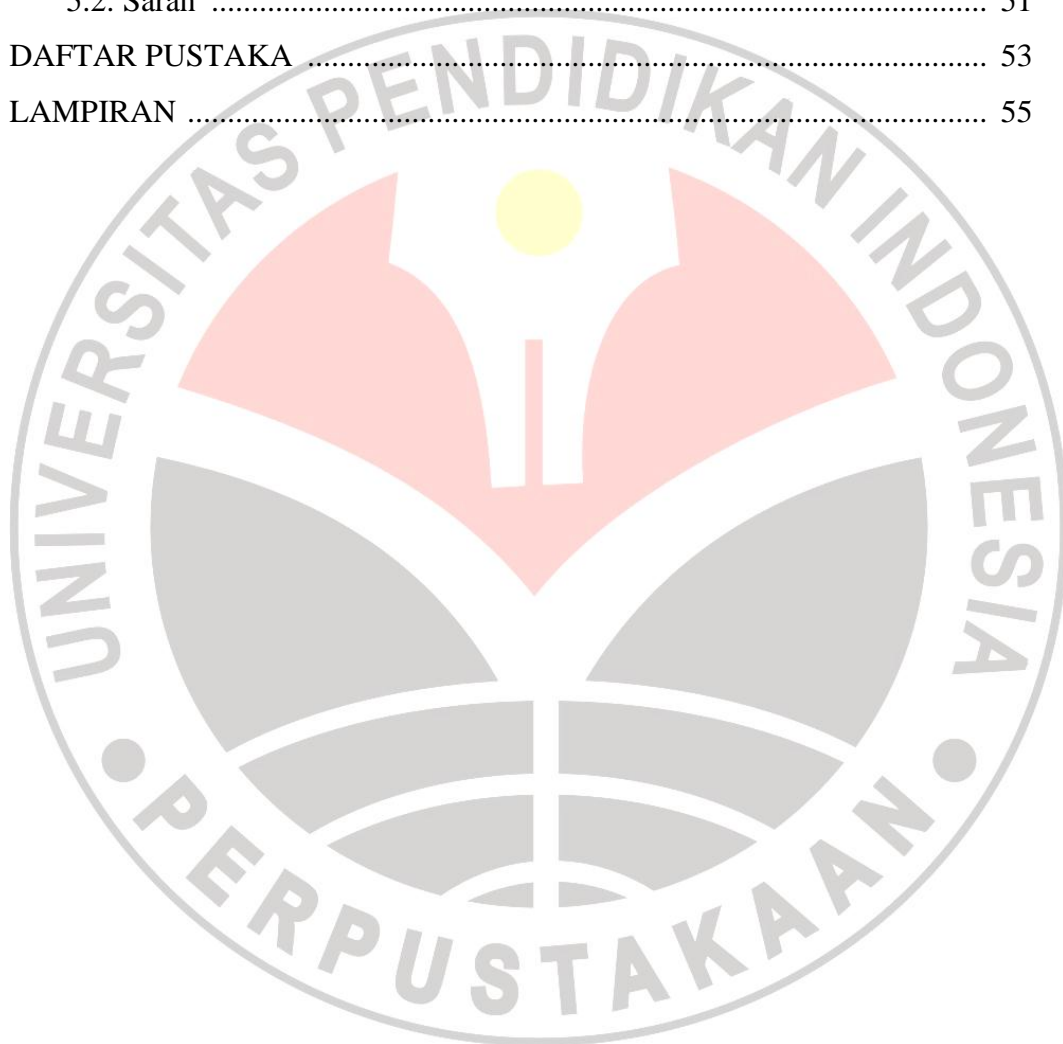 5.2. Saran ........................................................................................................ 51
DAFTAR PUSTAKA ........................................................................................... 53
LAMPIRAN ........................................................................................................... 55
UNIVERSITAS PENDIDIKAN INDONESIA
• PERPUSTAKAAN •